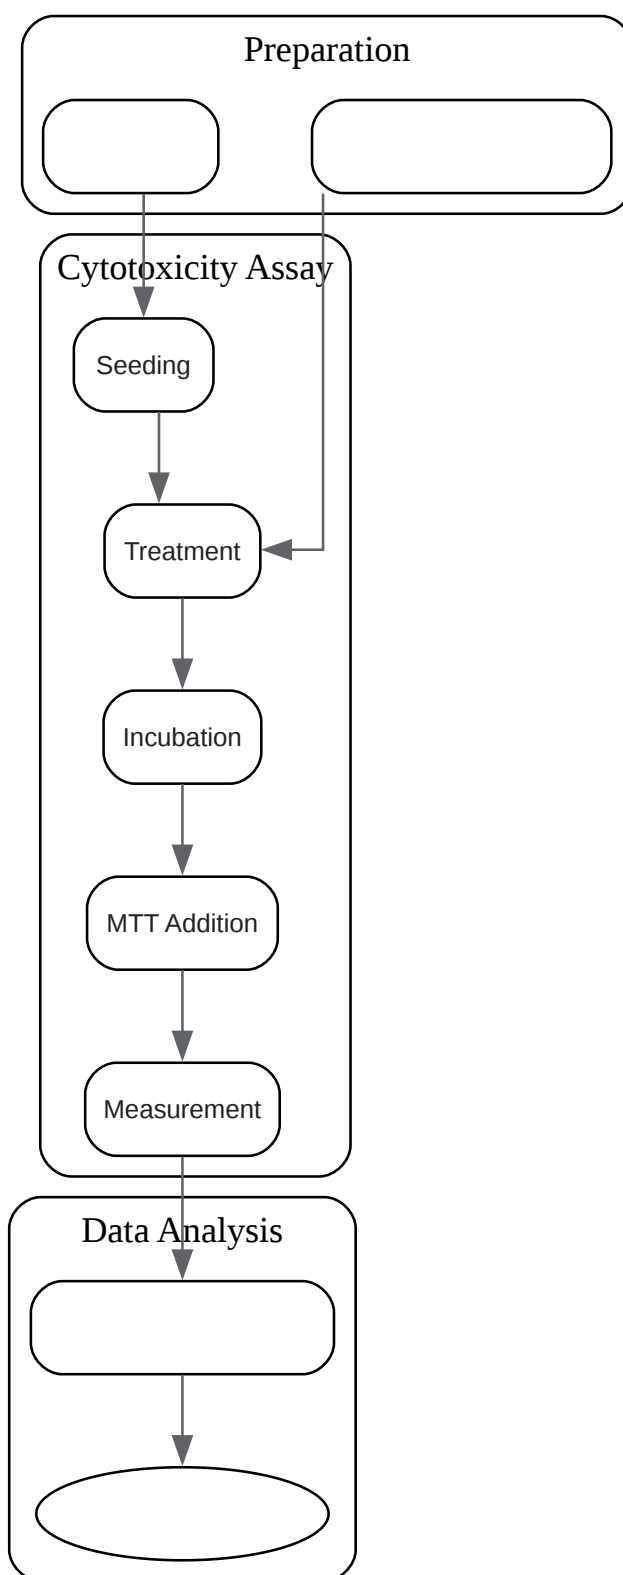 Preparation
Cytotoxicity Assay
Seeding
Treatment
Incubation
MTT Addition
Measurement
Data Analysis